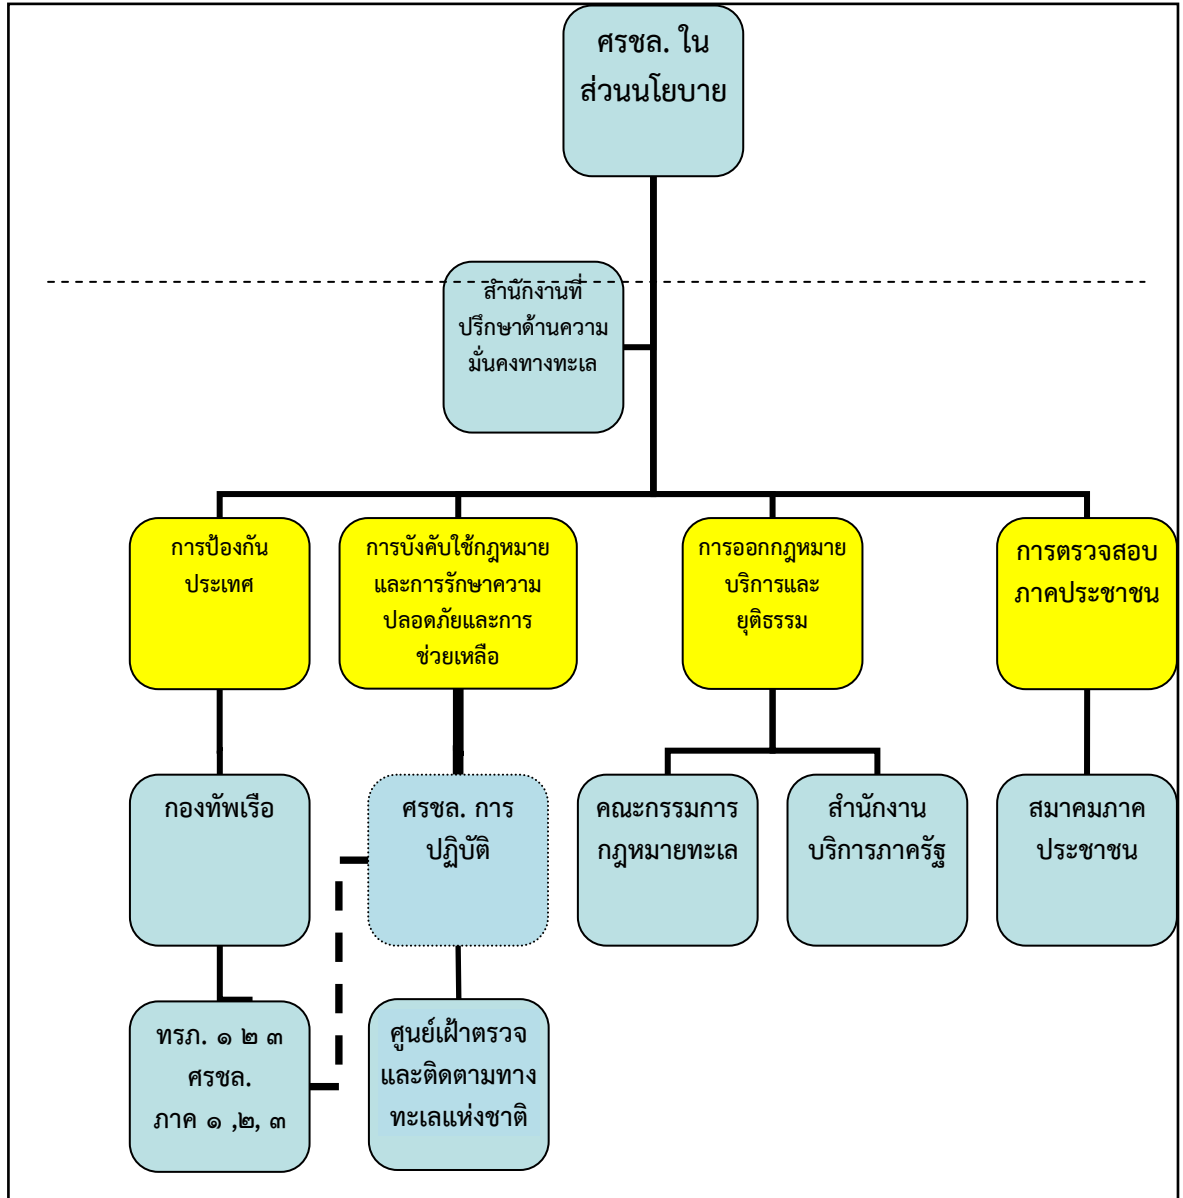 ศรชล. ใน
ส่วนนโยบาย
สำนักงานที่
ปรึกษาด้านความ
มั่นคงทางทะเล
การป้องกัน
ประเทศ
การบังคับใช้กฎหมาย
และการรักษาความ
ปลอดภัยและการ
ช่วยเหลือ
การออกกฎหมาย
บริการและ
ยุติธรรม
การตรวจสอบ
ภาคประชาชน
กองทัพเรือ
ศรชล. การ
ปฏิบัติ
คณะกรรมการ
กฎหมายทะเล
สำนักงาน
บริการภาครัฐ
สมาคมภาค
ประชาชน
ทรภ. ๑ ๒ ๓
ศรชล.
ภาค ๑ ,๒, ๓
ศูนย์เฝ้าตรวจ
และติดตามทาง
ทะเลแห่งชาติ